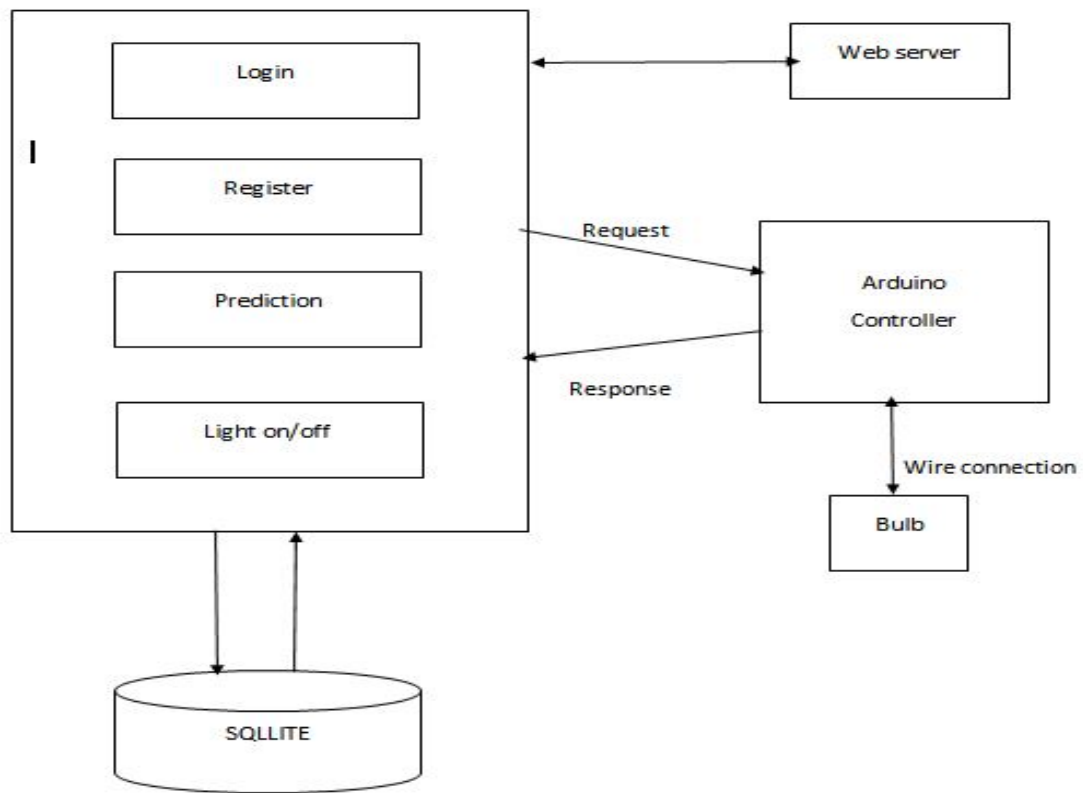 Login
Web server
Register
Request
Prediction
Arduino
Controller
Response
Light on/off
Wire connection
Bulb
SQLLITE